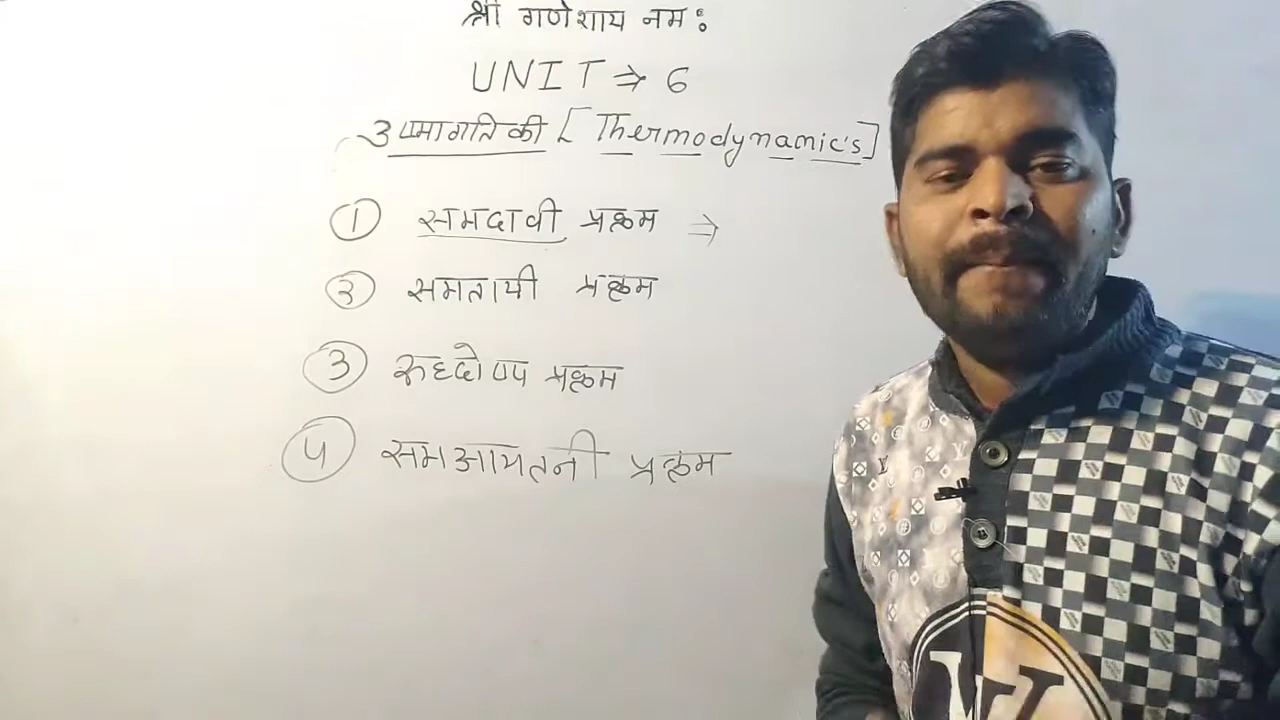 श्री गणेशाय नमः
UNIT ⇒ 6
उष्मागतिकी [Thermodynamic's]
① समदावी प्रक्रम ⇒
② समतापी प्रक्रम
③ रुद्दोष्प प्रक्रम
④ समआयतनी प्रक्रम